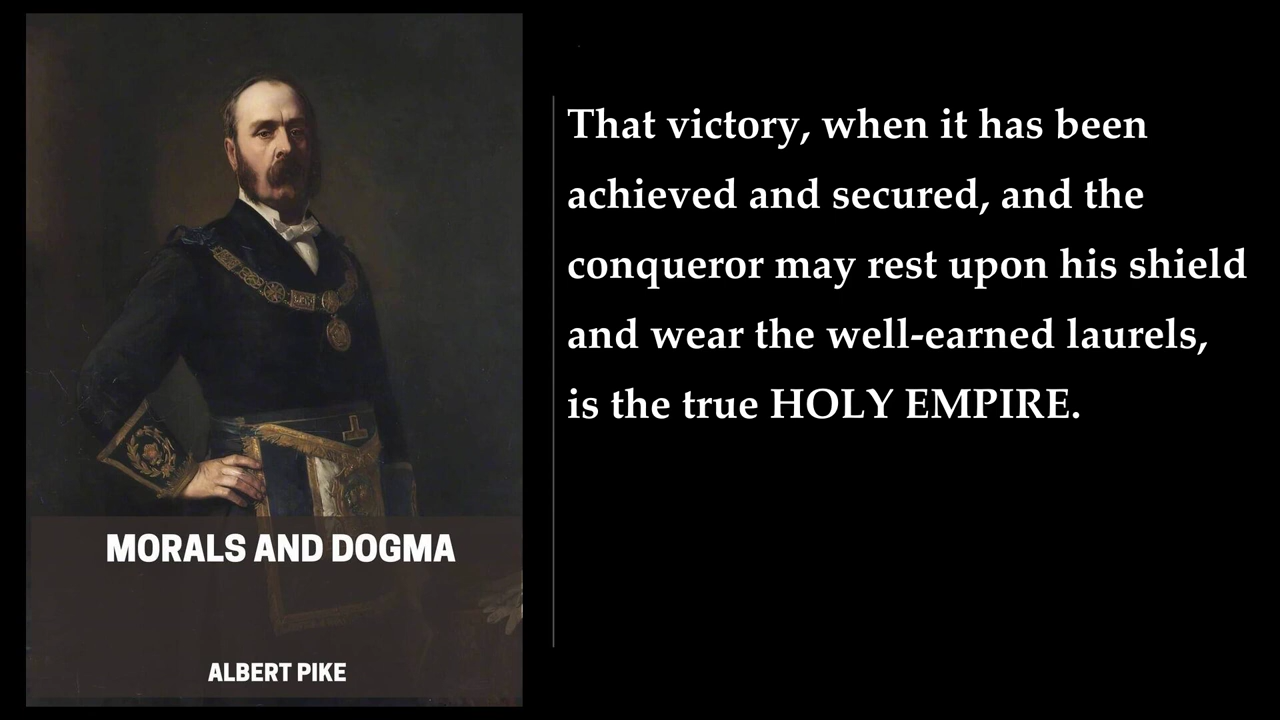 MORALS AND DOGMA
ALBERT PIKE
That victory, when it has been
achieved and secured, and the
conqueror may rest upon his shield
and wear the well-earned laurels,
is the true HOLY EMPIRE.